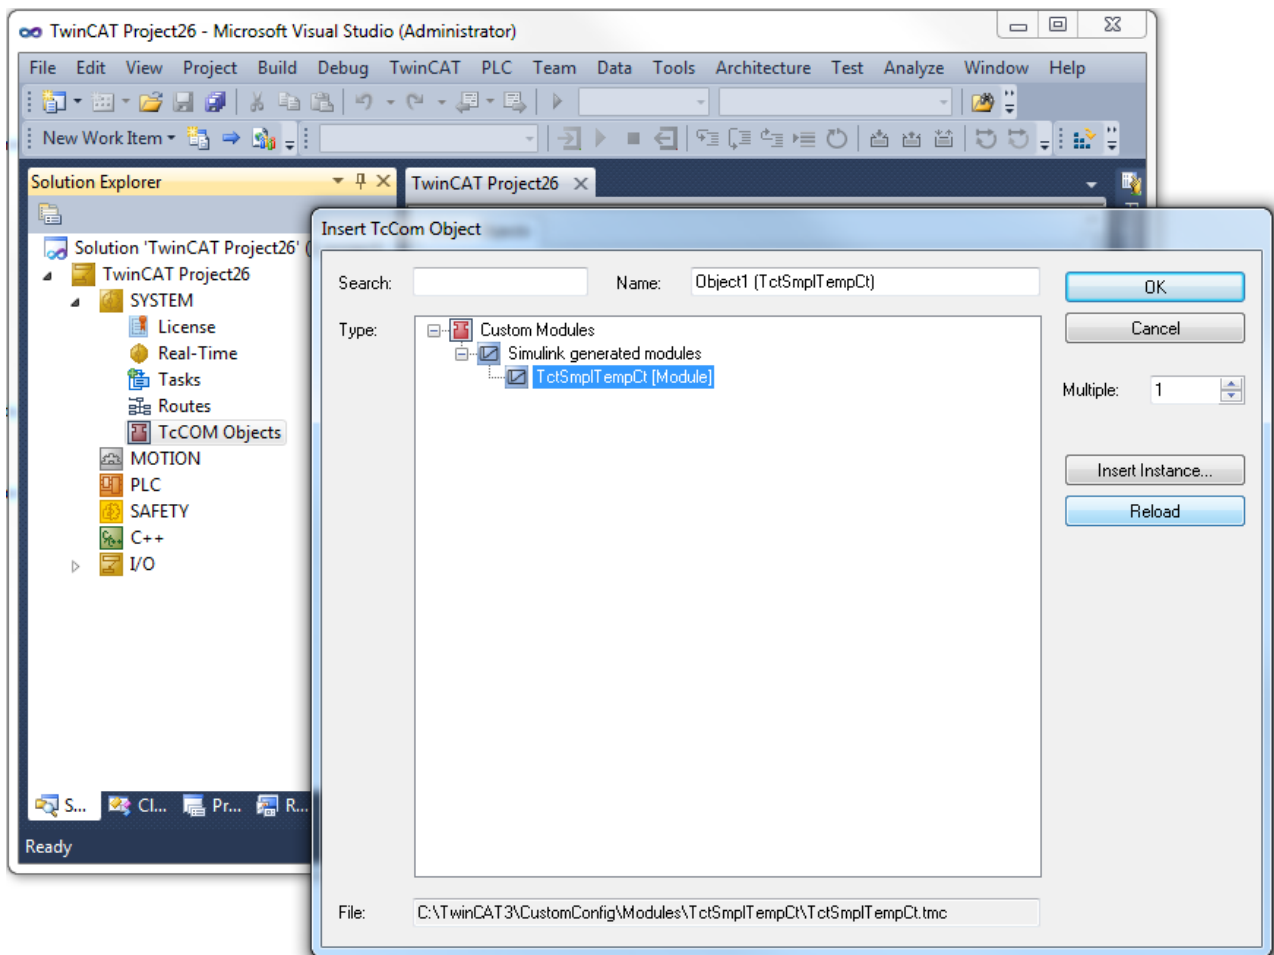 TwinCAT Project26 - Microsoft Visual Studio (Administrator)
File Edit View Project Build Debug TwinCAT PLC Team Data Tools Architecture Test Analyze Window Help
New Work Item
Solution Explorer
TwinCAT Project26
Insert TcCom Object
Solution 'TwinCAT Project26' (
TwinCAT Project26
SYSTEM
License
Real-Time
Tasks
Routes
TcCOM Objects
MOTION
PLC
SAFETY
C++
I/O
S... Cl... Pr... R...
Ready
Search:
Name: Object1 (TctSmplTempCt)
OK
Type:
Custom Modules
Simulink generated modules
TctSmplTempCt [Module]
Cancel
Multiple: 1
Insert Instance...
Reload
File: C:\TwinCAT3\CustomConfig\Modules\TctSmplTempCt\TctSmplTempCt.tmc